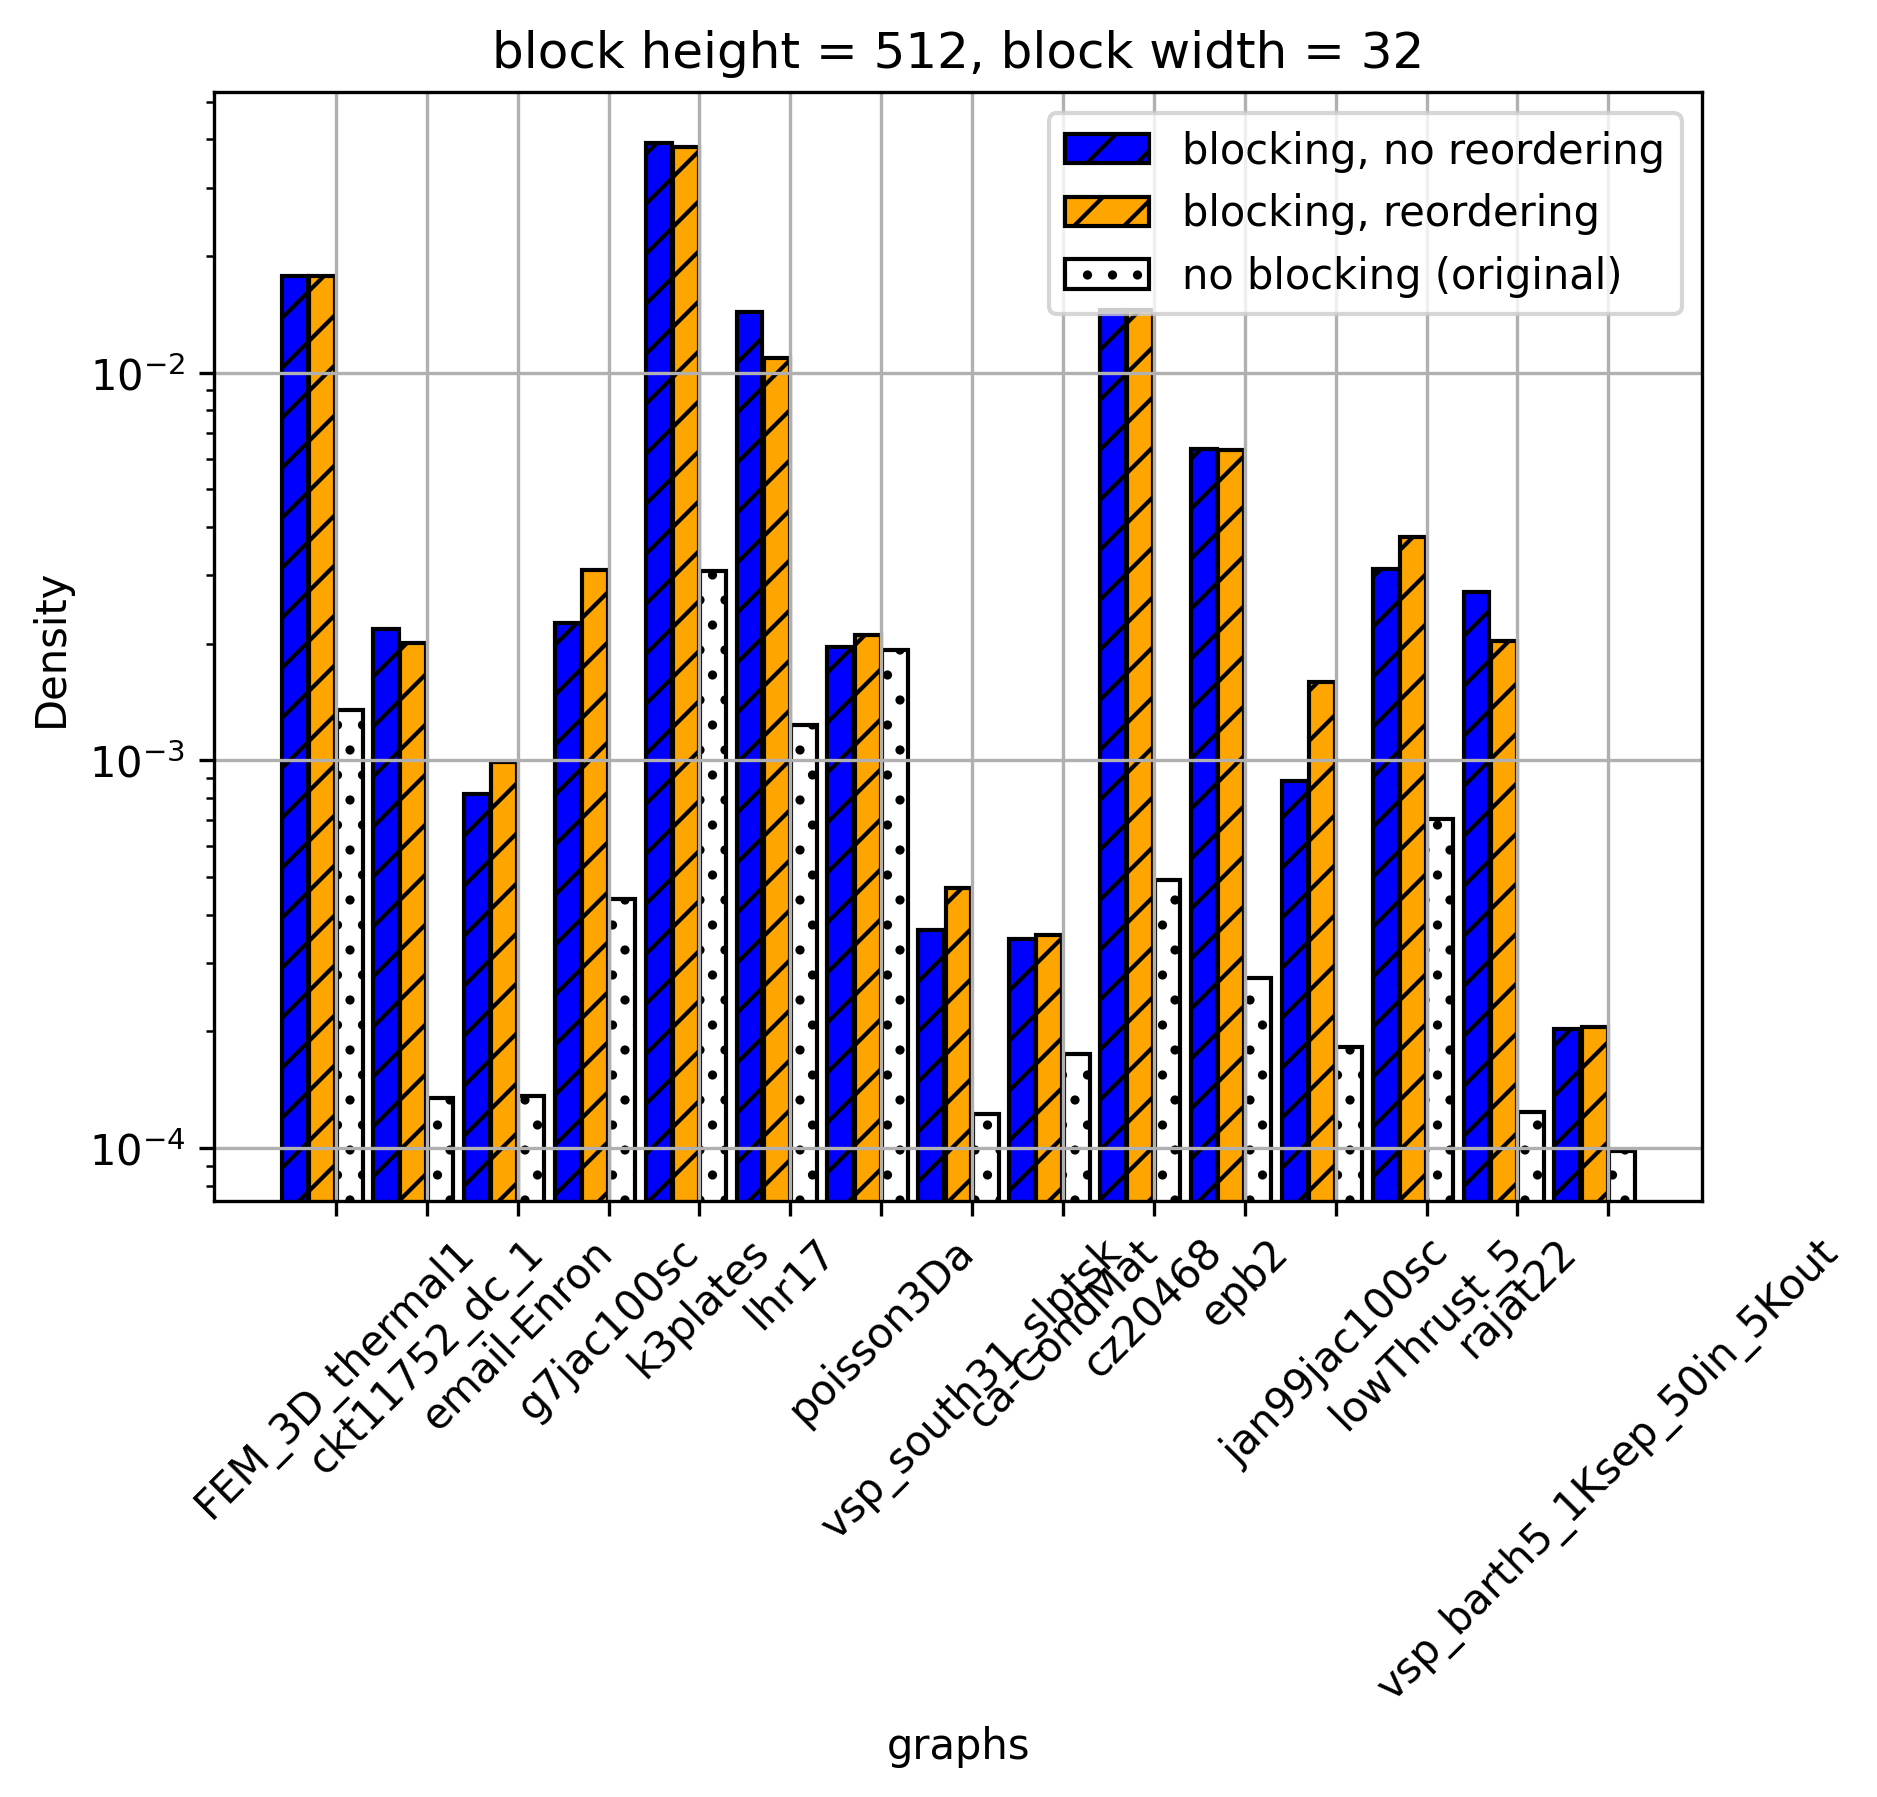 block height = 512, block width = 32
blocking, no reordering
blocking, reordering
no blocking (original)
Density
10⁻²
10⁻³
10⁻⁴
FEM_3D_thermal1
ckt11752_dc_1
email-Enron
g7jac100sc
k3plates
lhr17
poisson3Da
vsp_south31_slptsk
ca-CondMat
cz20468
epb2
jan99jac100sc
lowThrust_5
rajat22
vsp_barth5_1Ksep_50in_5Kout
graphs